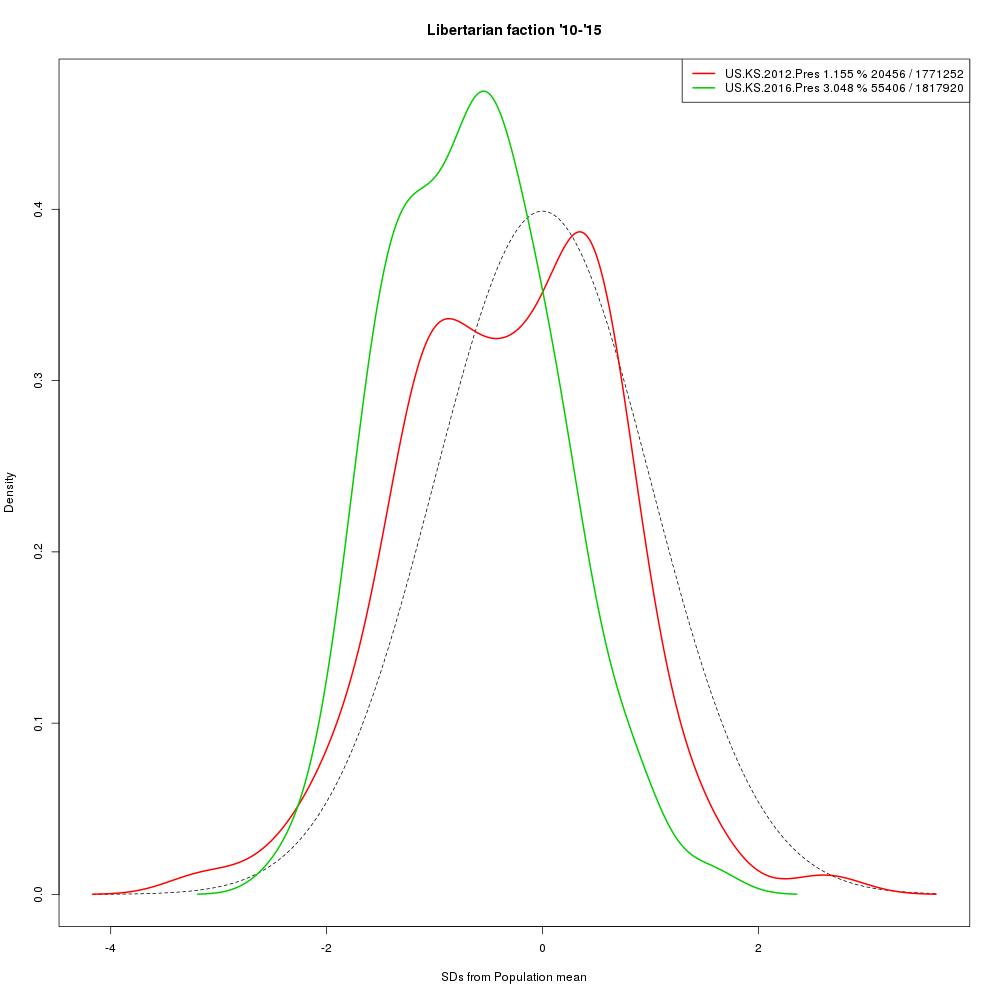 Libertarian faction '10-'15
US.KS.2012.Pres 1.155 % 20456 / 1771252
US.KS.2016.Pres 3.048 % 55406 / 1817920
Density
0.4
0.3
0.2
0.1
0.0
-4 -2 0 2
SDs from Population mean